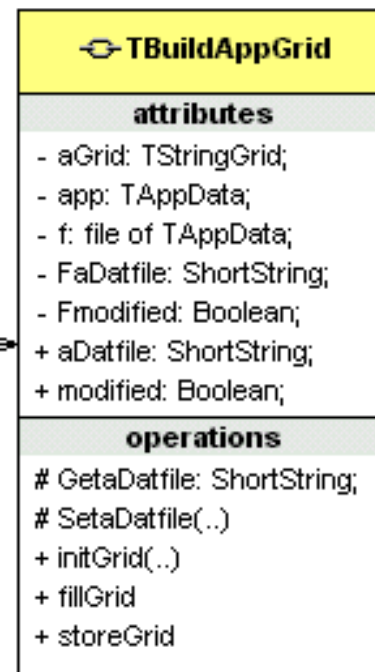 TBuildAppGrid
attributes
- aGrid: TStringGrid;
- app: TAppData;
- f: file of TAppData;
- FaDatfile: ShortString;
- Fmodified: Boolean;
+ aDatfile: ShortString;
+ modified: Boolean;
operations
# GetaDatfile: ShortString;
# SetaDatfile(..)
+ initGrid(..)
+ fillGrid
+ storeGrid